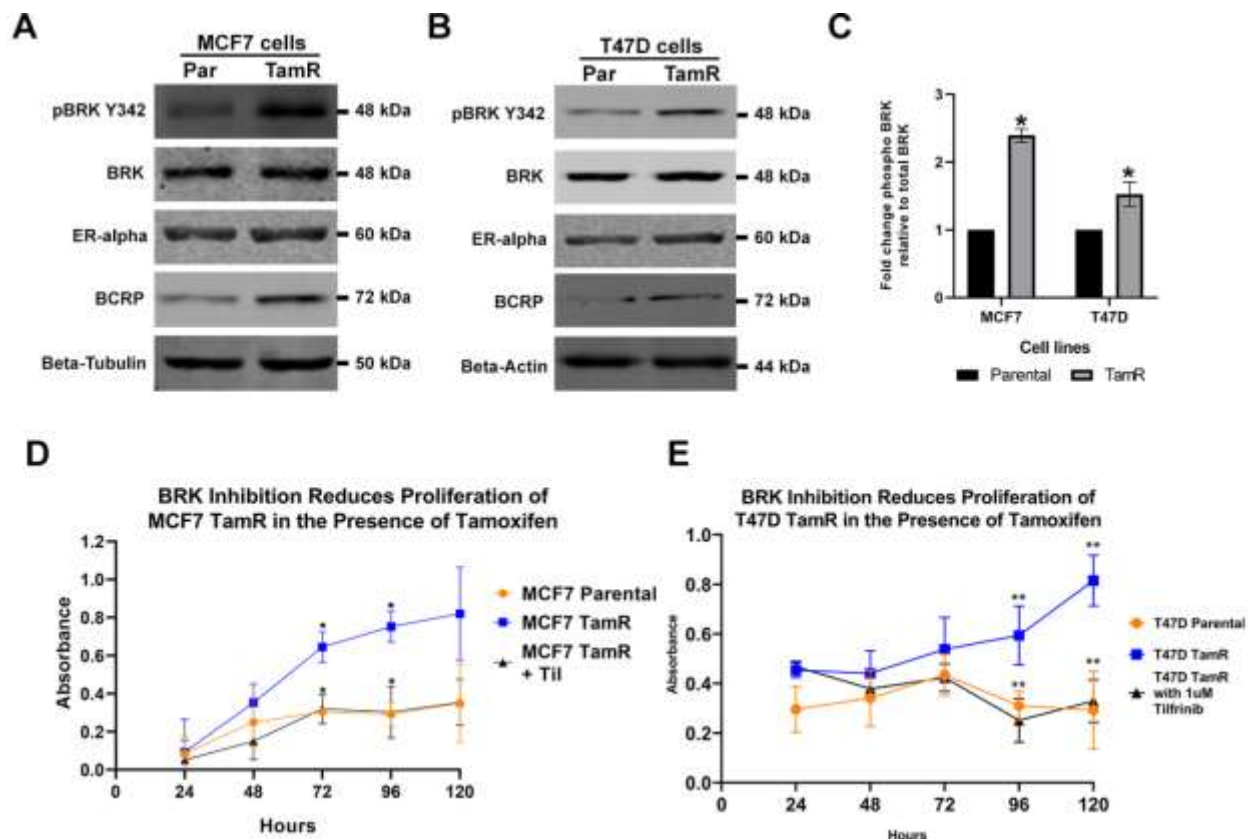 A
MCF7 cells
Par TamR
pBRK Y342
48 kDa
BRK
48 kDa
ER-alpha
60 kDa
BCRP
72 kDa
Beta-Tubulin
50 kDa
B
T47D cells
Par TamR
pBRK Y342
48 kDa
BRK
48 kDa
ER-alpha
60 kDa
BCRP
72 kDa
Beta-Actin
44 kDa
C
Fold change phospho BRK
relative to total BRK
3
2
1
0
* *
MCF7 T47D
Cell lines
Parental TamR
D
BRK Inhibition Reduces Proliferation of
MCF7 TamR in the Presence of Tamoxifen
Absorbance
1.2
1.0
0.8
0.6
0.4
0.2
0.0
* *
* *
0 24 48 72 96 120
Hours
MCF7 Parental
MCF7 TamR
MCF7 TamR
+ Til
E
BRK Inhibition Reduces Proliferation of
T47D TamR in the Presence of Tamoxifen
Absorbance
1.0
0.8
0.6
0.4
0.2
0.0
** **
** **
0 24 48 72 96 120
Hours
T47D Parental
T47D TamR
T47D TamR
with 1uM
Tilfrinib